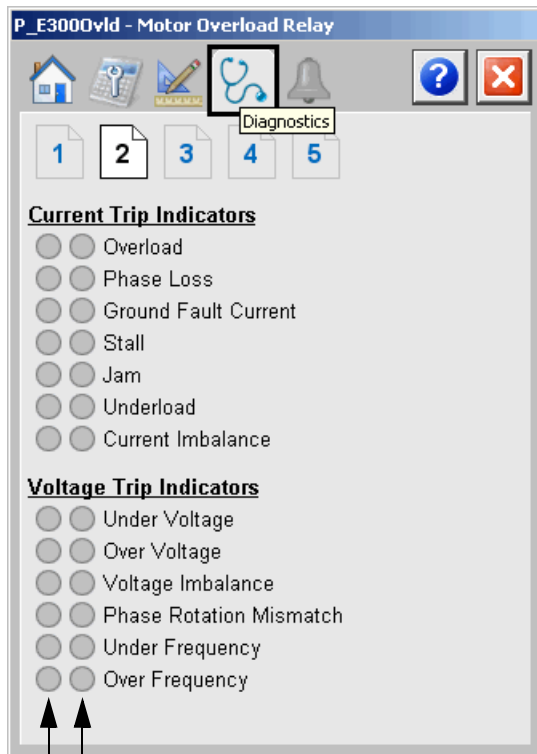 P_E300Ovld - Motor Overload Relay
Diagnostics
1 2 3 4 5
Current Trip Indicators
Overload
Phase Loss
Ground Fault Current
Stall
Jam
Underload
Current Imbalance
Voltage Trip Indicators
Under Voltage
Over Voltage
Voltage Imbalance
Phase Rotation Mismatch
Under Frequency
Over Frequency